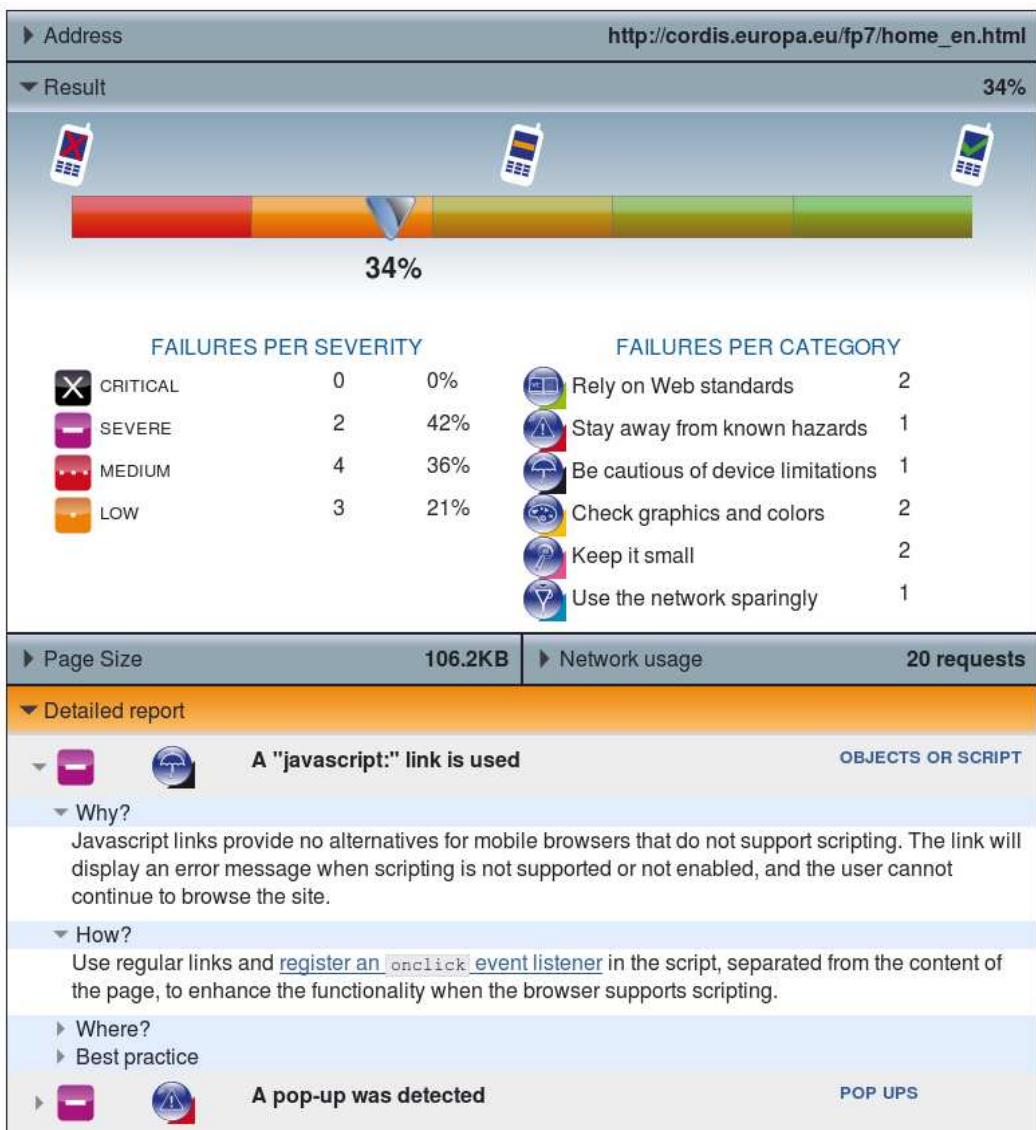 Address http://cordis.europa.eu/fp7/home_en.html
Result 34%
34%
FAILURES PER SEVERITY
CRITICAL 0 0%
SEVERE 2 42%
MEDIUM 4 36%
LOW 3 21%
FAILURES PER CATEGORY
Rely on Web standards 2
Stay away from known hazards 1
Be cautious of device limitations 1
Check graphics and colors 2
Keep it small 2
Use the network sparingly 1
Page Size 106.2KB
Network usage 20 requests
Detailed report
A "javascript:" link is used OBJECTS OR SCRIPT
Why?
Javascript links provide no alternatives for mobile browsers that do not support scripting. The link will
display an error message when scripting is not supported or not enabled, and the user cannot
continue to browse the site.
How?
Use regular links and register an onclick event listener in the script, separated from the content of
the page, to enhance the functionality when the browser supports scripting.
Where?
Best practice
A pop-up was detected POP UPS